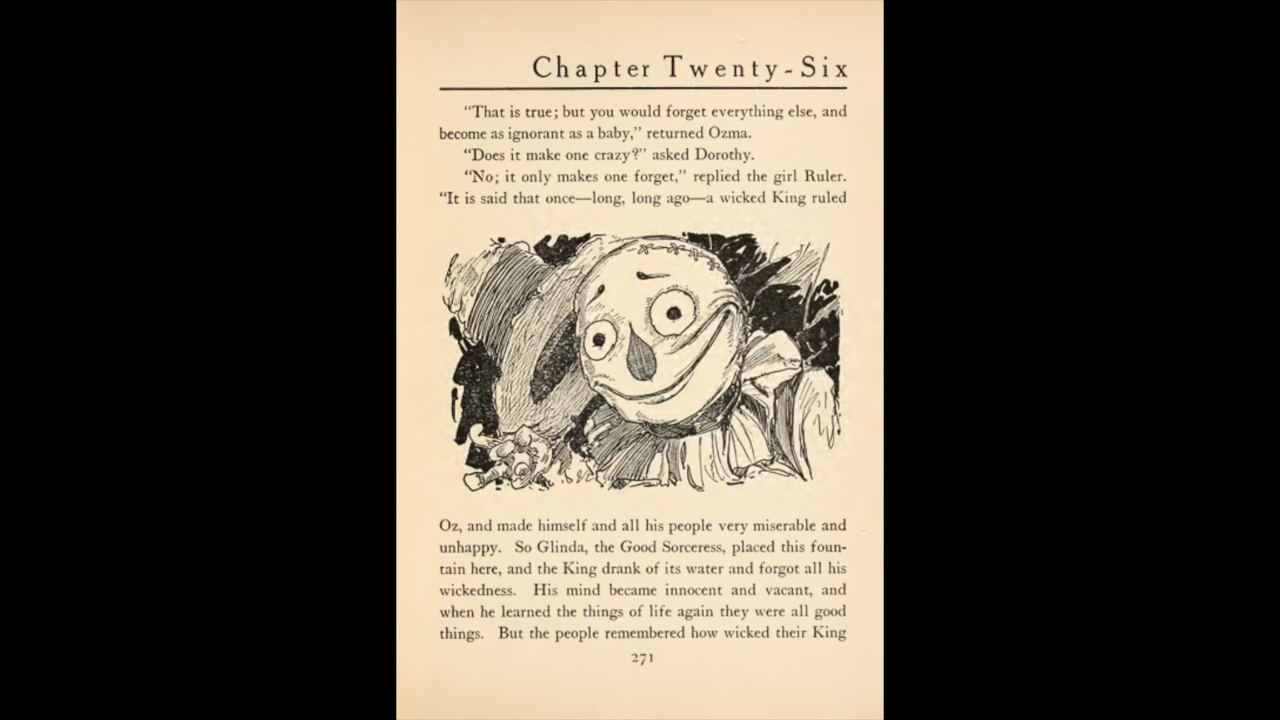 Chapter Twenty-Six
“That is true; but you would forget everything else, and
become as ignorant as a baby,” returned Ozma.
“Does it make one crazy?” asked Dorothy.
“No; it only makes one forget,” replied the girl Ruler.
“It is said that once—long, long ago—a wicked King ruled
Oz, and made himself and all his people very miserable and
unhappy. So Glinda, the Good Sorceress, placed this foun-
tain here, and the King drank of its water and forgot all his
wickedness. His mind became innocent and vacant, and
when he learned the things of life again they were all good
things. But the people remembered how wicked their King
271